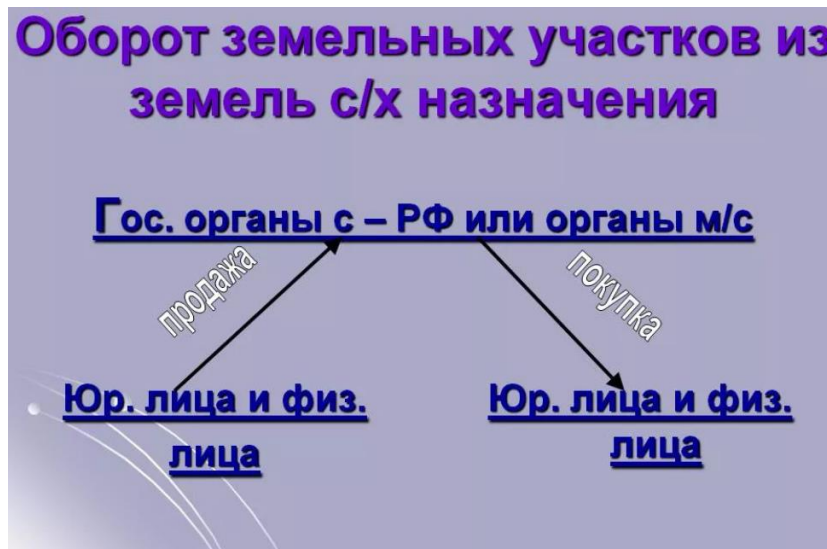 Оборот земельных участков из
земель с/х назначения
Гос. органы с – РФ или органы м/с
продажа
покупка
Юр. лица и физ.
лица
Юр. лица и физ.
лица